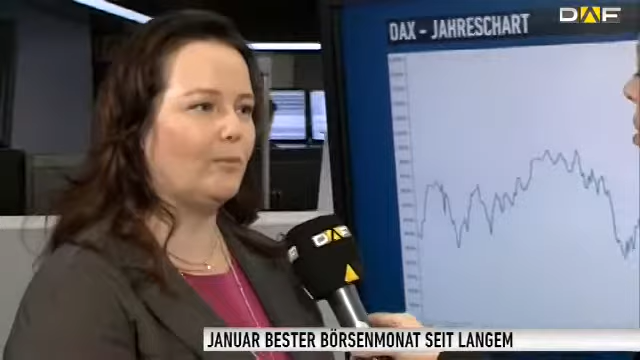 DAF
DAX - JAHRESCHART
DAF
JANUAR BESTER BÖRSENMONAT SEIT LANGEM